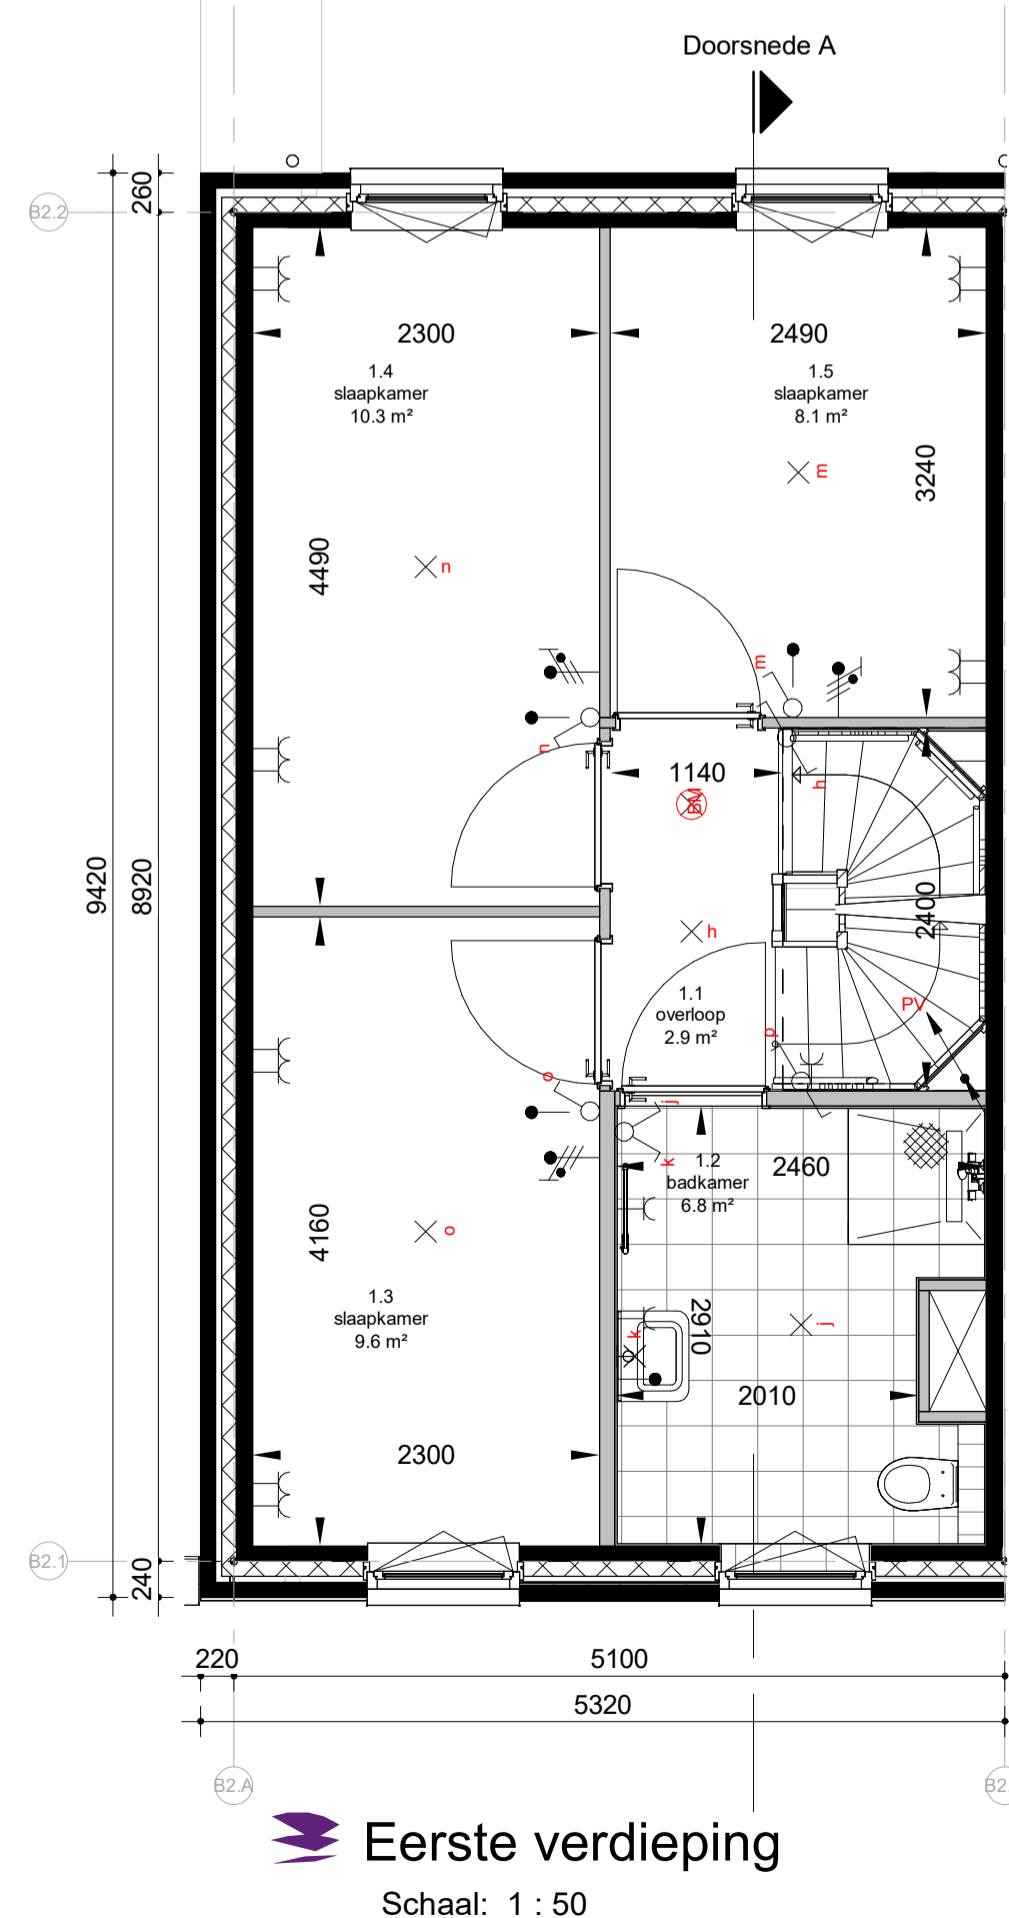 Doorsnede A
260
B2.2
2300
2490
1.4
slaapkamer
10.3 m²
1.5
slaapkamer
8.1 m²
m
3240
4490
n
m
n
1140
h
BM
9420
8920
2400
h
1.1
overloop
2.9 m²
PV
p
o
j
k
1.2
badkamer
6.8 m²
2460
4160
o
1.3
slaapkamer
9.6 m²
2910
k
j
2010
2300
B2.1
240
220
5100
5320
B2.A
B2.
Eerste verdieping
Schaal: 1 : 50